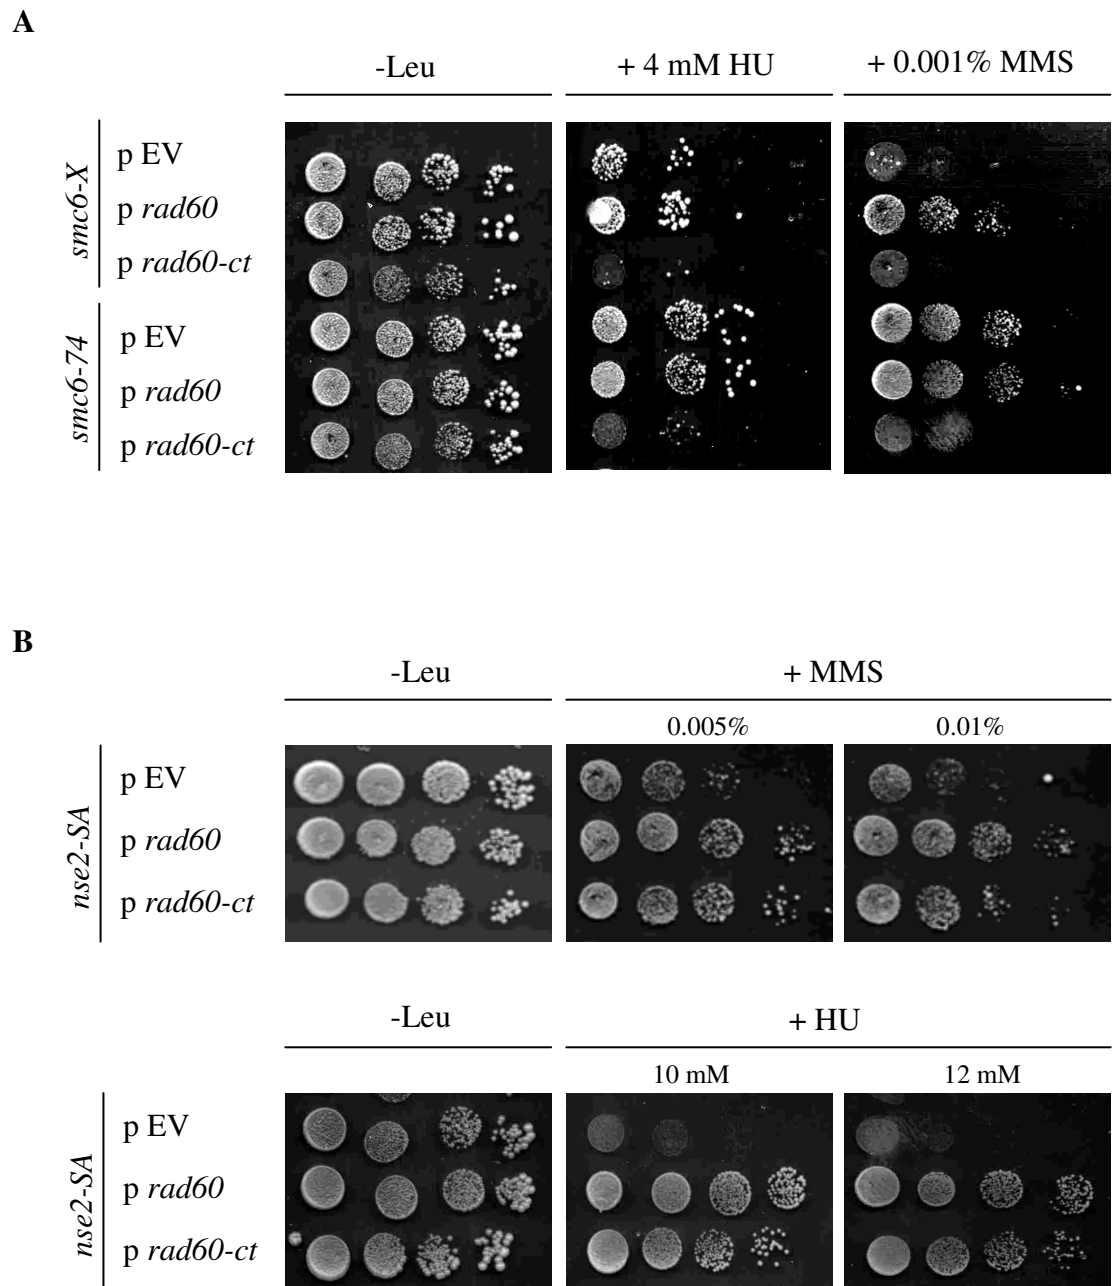 A
-Leu
+ 4 mM HU
+ 0.001% MMS
smc6-X
p EV
p rad60
p rad60-ct
smc6-74
p EV
p rad60
p rad60-ct
B
-Leu
+ MMS
0.005%
0.01%
nse2-SA
p EV
p rad60
p rad60-ct
-Leu
+ HU
10 mM
12 mM
nse2-SA
p EV
p rad60
p rad60-ct